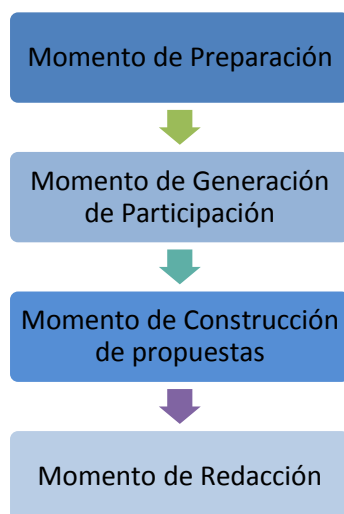 Momento de Preparación
Momento de Generación
de Participación
Momento de Construcción
de propuestas
Momento de Redacción